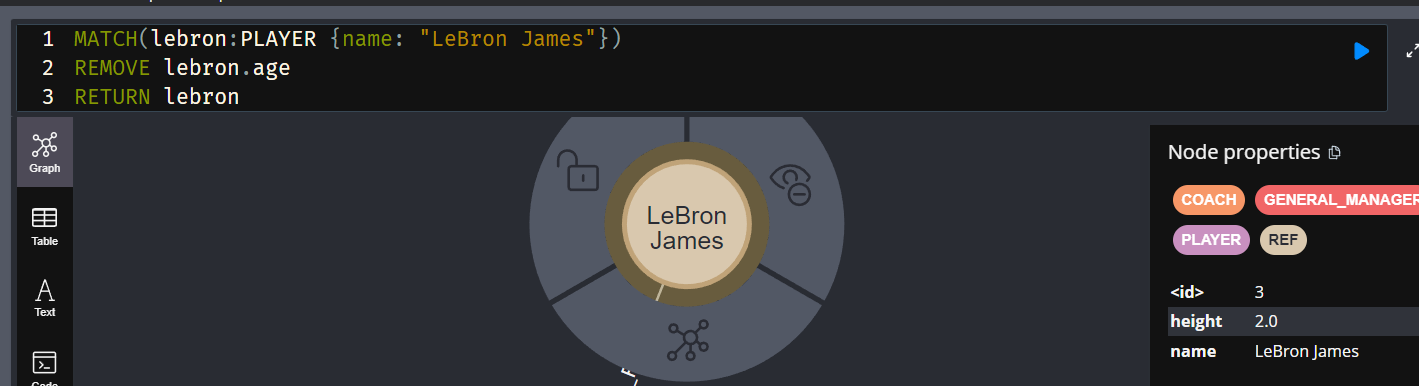 1 MATCH(lebron:PLAYER {name: "LeBron James"})
2 REMOVE lebron.age
3 RETURN lebron
Graph
Table
Text
LeBron
James
Node properties
COACH GENERAL_MANAGER
PLAYER REF
<id> 3
height 2.0
name LeBron James